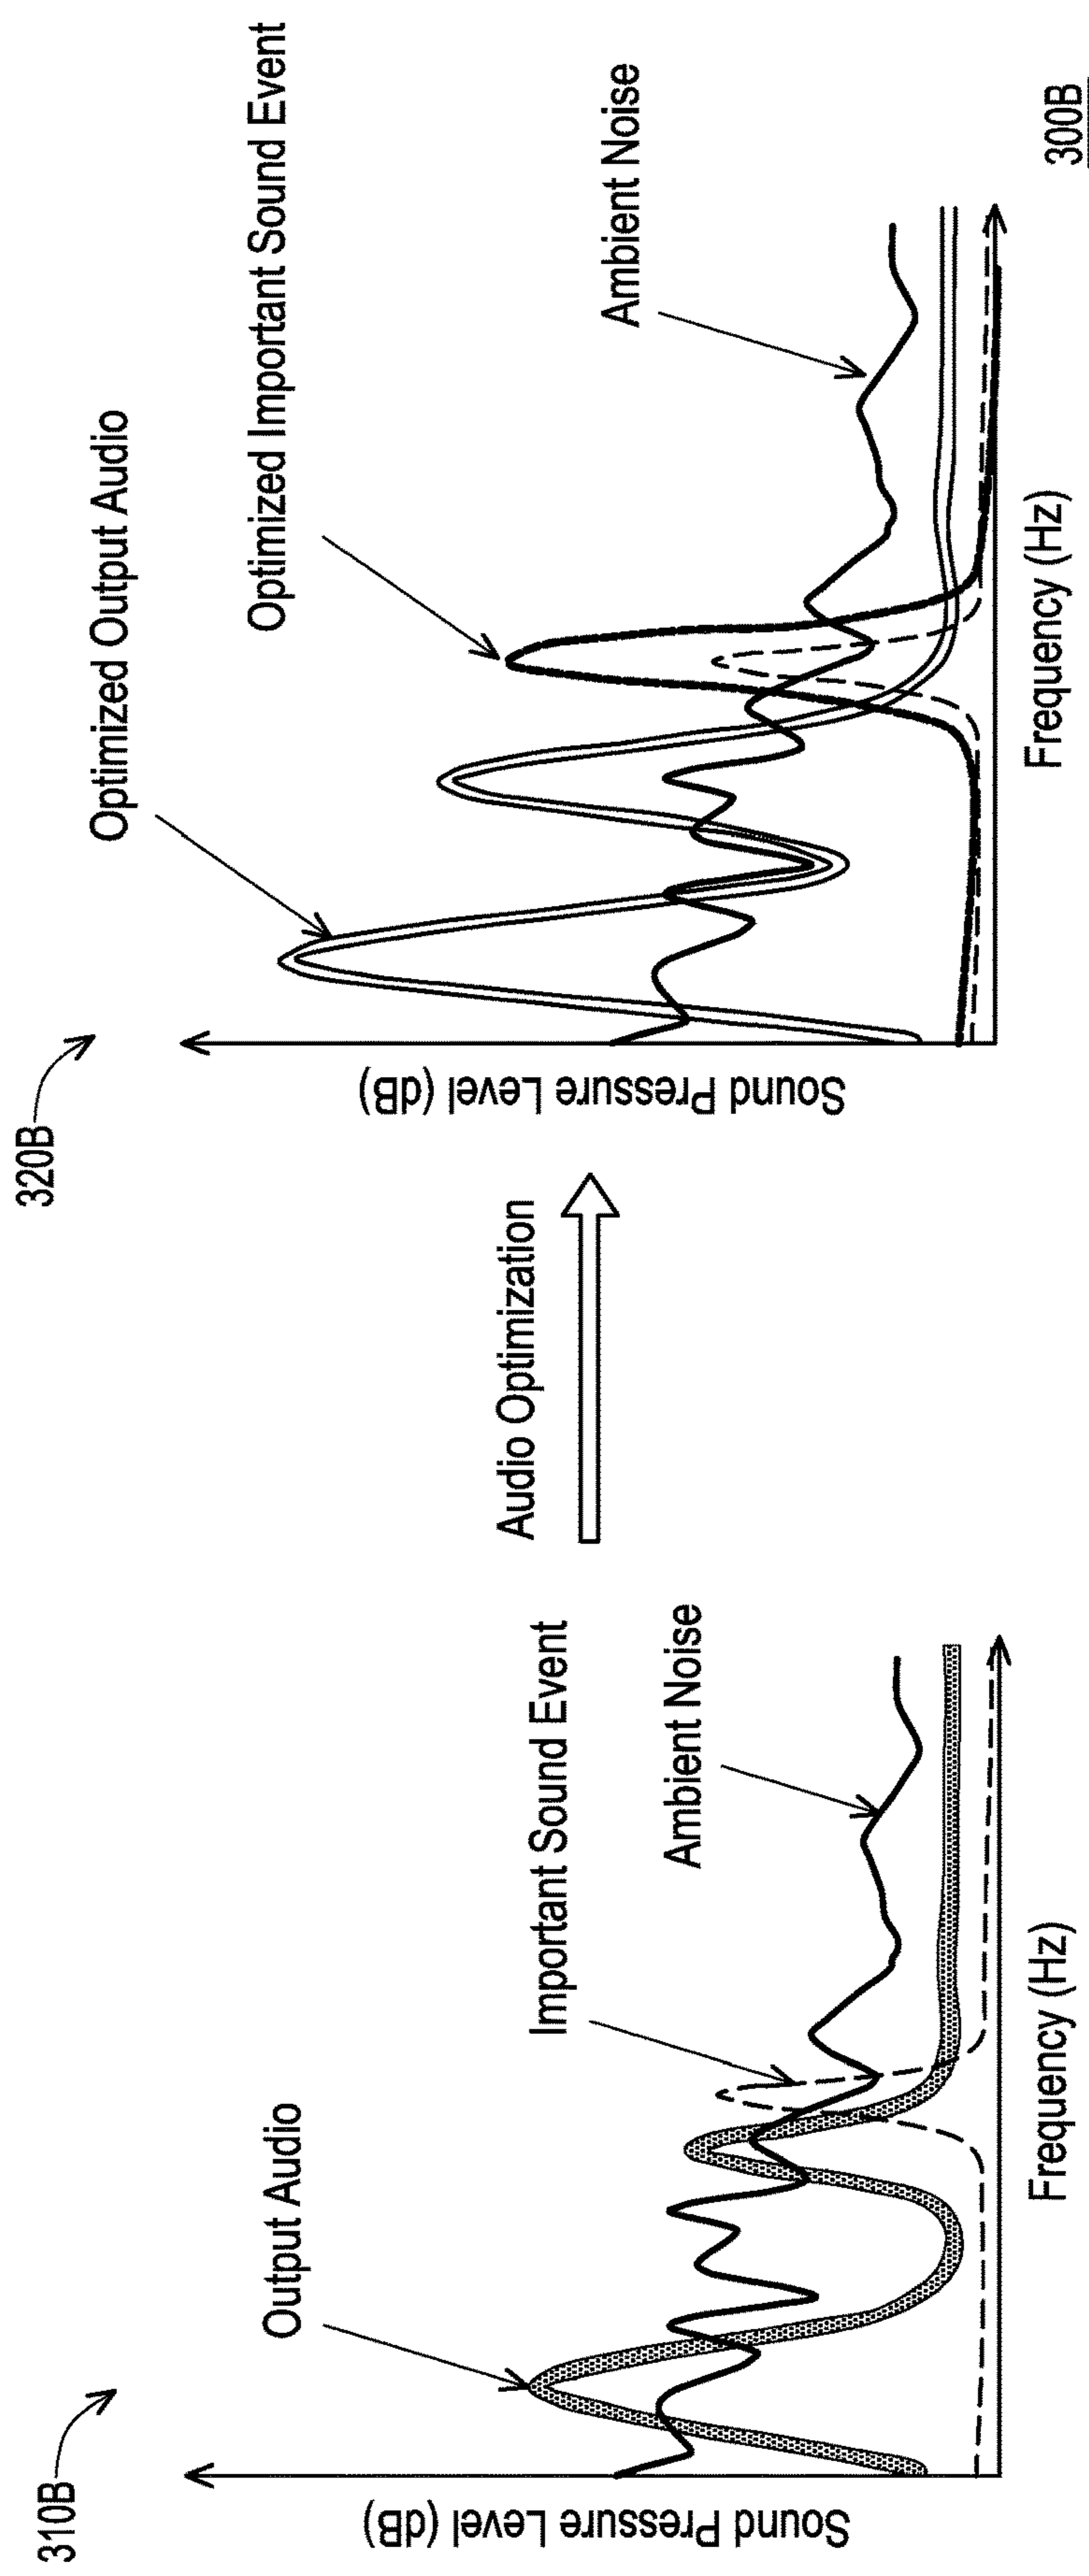 310B
Output Audio
Important Sound Event
Ambient Noise
Sound Pressure Level (dB)
Frequency (Hz)
Audio Optimization
320B
Optimized Output Audio
Optimized Important Sound Event
Ambient Noise
Sound Pressure Level (dB)
Frequency (Hz)
300B